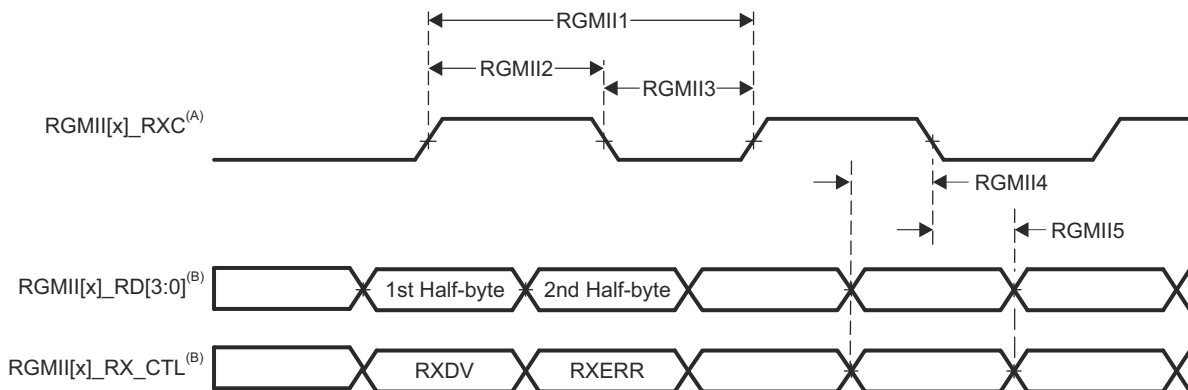 RGMII1
RGMII2
RGMII3
RGMII[x]_RXC(A)
RGMII4
RGMII5
RGMII[x]_RD[3:0](B)
1st Half-byte
2nd Half-byte
RGMII[x]_RX_CTL(B)
RXDV
RXERR